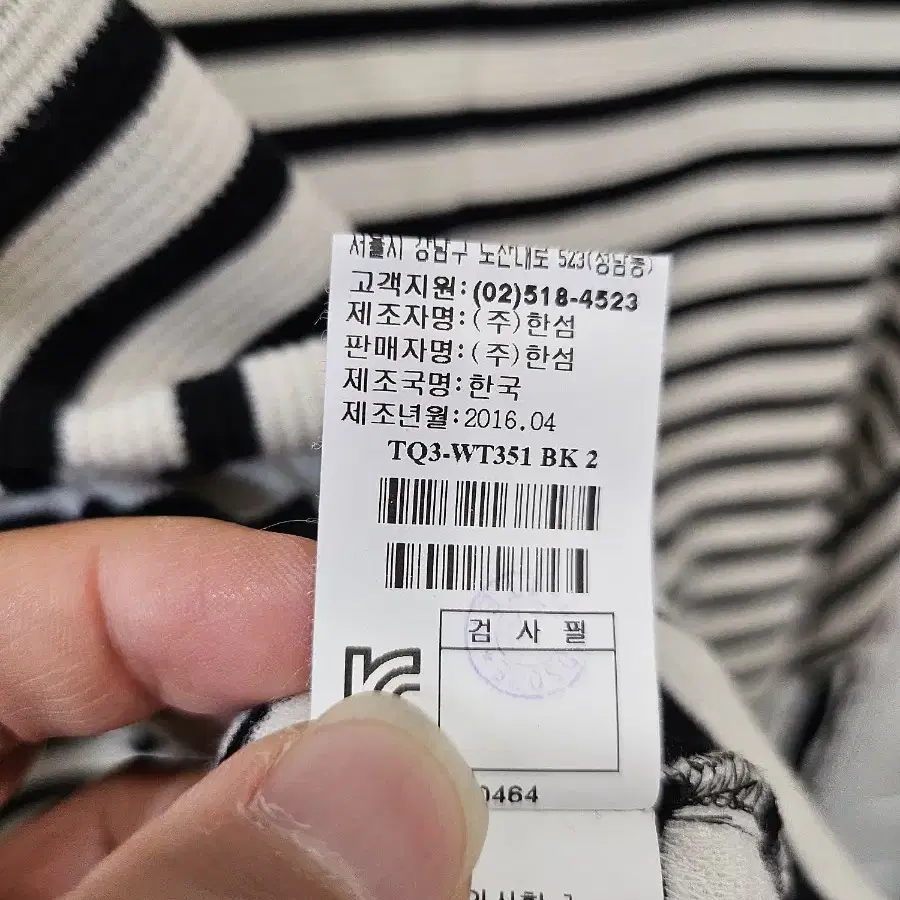 서울시 강남구 도산대로 523(청담동)
고객지원:(02)518-4523
제조자명:(주)한섬
판매자명:(주)한섬
제조국명:한국
제조년월:2016.04
TQ3-WT351 BK 2
검 사 필
0464